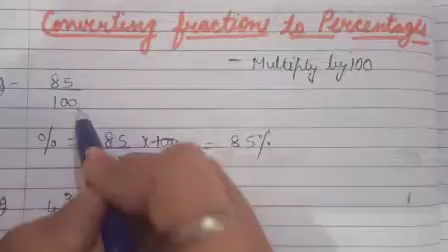 Converting fractions to Percentages
- Multiply by 100
85
100
% = 85 × 100 = 85%